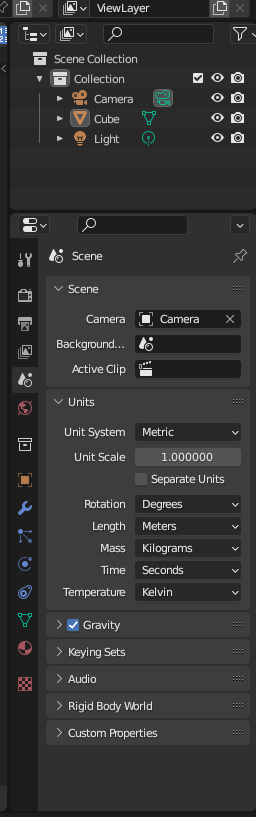 ViewLayer
Scene Collection
Collection
Camera
Cube
Light
Scene
Scene
Camera Camera
Background...
Active Clip
Units
Unit System Metric
Unit Scale 1.000000
Separate Units
Rotation Degrees
Length Meters
Mass Kilograms
Time Seconds
Temperature Kelvin
Gravity
Keying Sets
Audio
Rigid Body World
Custom Properties